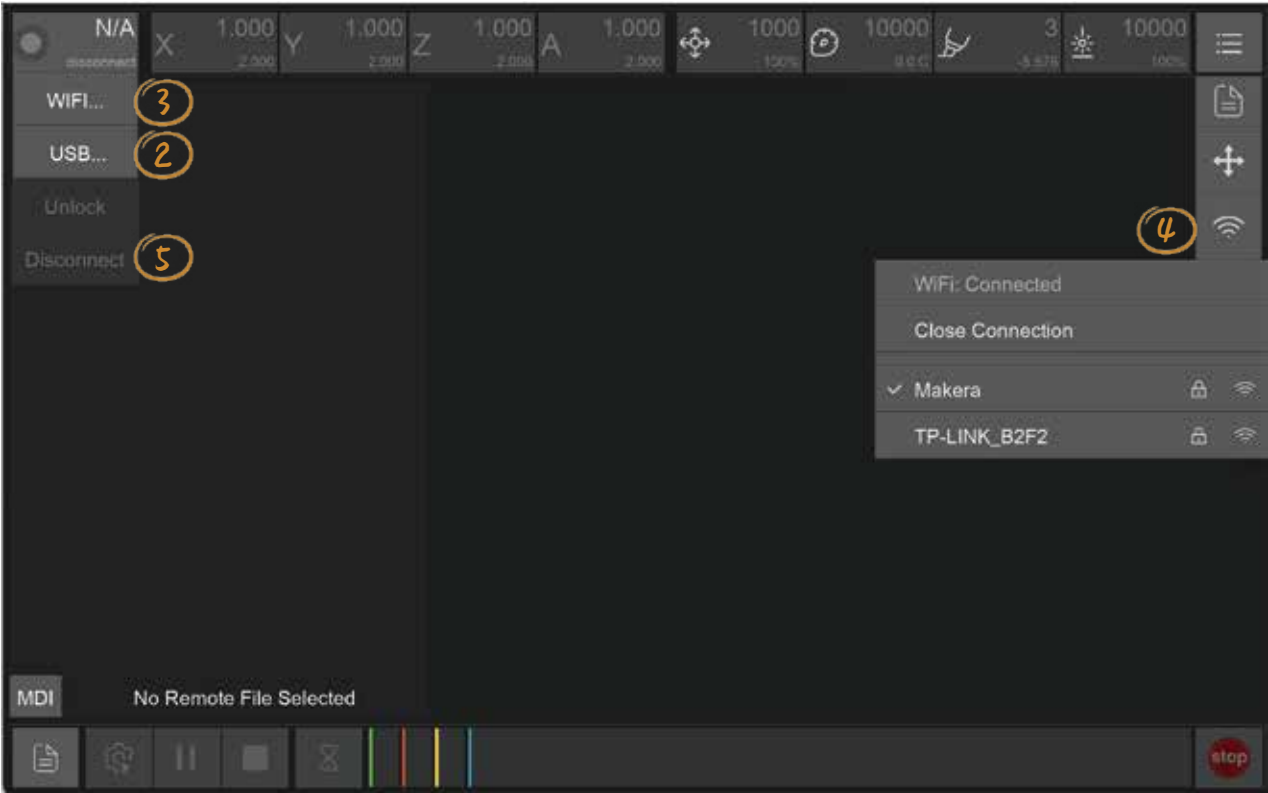 N/A
disconnect
X 1.000 2.000
Y 1.000 2.000
Z 1.000 2.000
A 1.000 2.000
1000 100%
10000 0.0 C
3 -5.576
10000 100%
WIFI... 3
USB... 2
Unlock
4
Disconnect 5
WiFi: Connected
Close Connection
Makera
TP-LINK_B2F2
MDI No Remote File Selected
stop